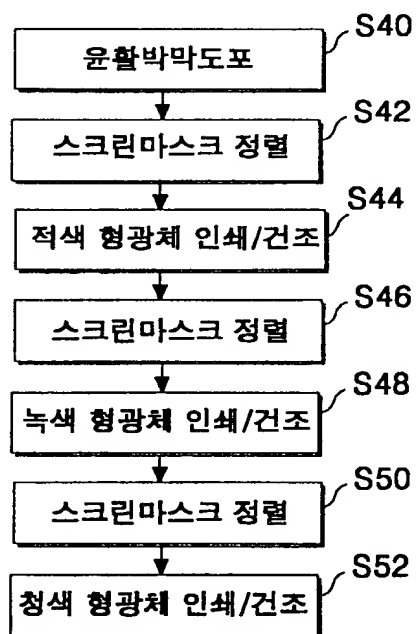 S40
윤활박막도포
S42
스크린마스크 정렬
S44
적색 형광체 인쇄/건조
S46
스크린마스크 정렬
S48
녹색 형광체 인쇄/건조
S50
스크린마스크 정렬
S52
청색 형광체 인쇄/건조